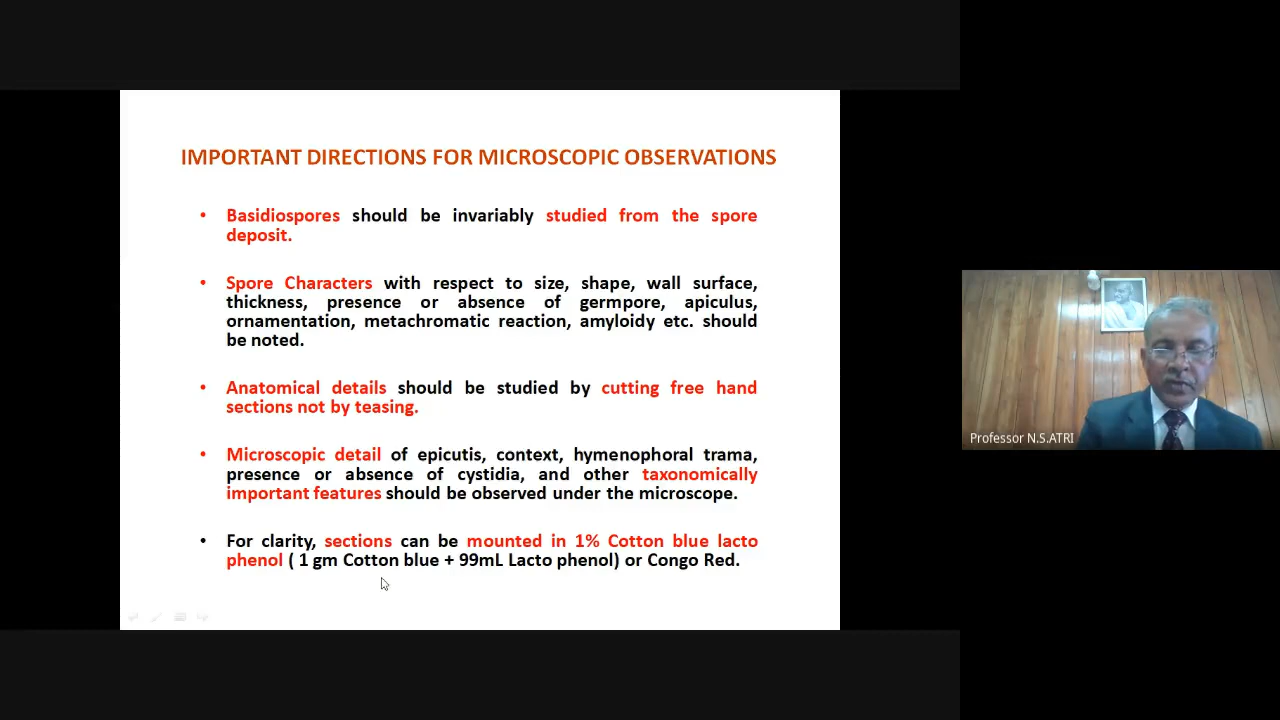 IMPORTANT DIRECTIONS FOR MICROSCOPIC OBSERVATIONS
• Basidiospores should be invariably studied from the spore
deposit.
• Spore Characters with respect to size, shape, wall surface,
thickness, presence or absence of germpore, apiculus,
ornamentation, metachromatic reaction, amyloidy etc. should
be noted.
• Anatomical details should be studied by cutting free hand
sections not by teasing.
• Microscopic detail of epicutis, context, hymenophoral trama,
presence or absence of cystidia, and other taxonomically
important features should be observed under the microscope.
• For clarity, sections can be mounted in 1% Cotton blue lacto
phenol ( 1 gm Cotton blue + 99mL Lacto phenol) or Congo Red.
Professor N.S.ATRI